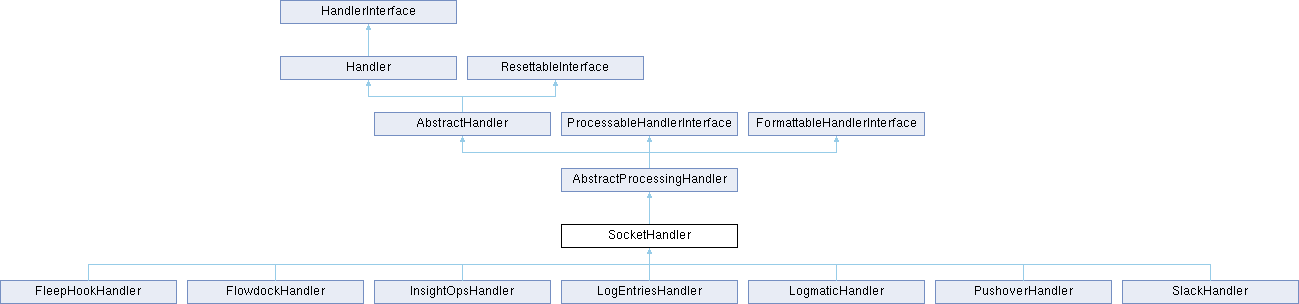 HandlerInterface
Handler
ResettableInterface
AbstractHandler
ProcessableHandlerInterface
FormattableHandlerInterface
AbstractProcessingHandler
SocketHandler
FleepHookHandler
FlowdockHandler
InsightOpsHandler
LogEntriesHandler
LogmaticHandler
PushoverHandler
SlackHandler